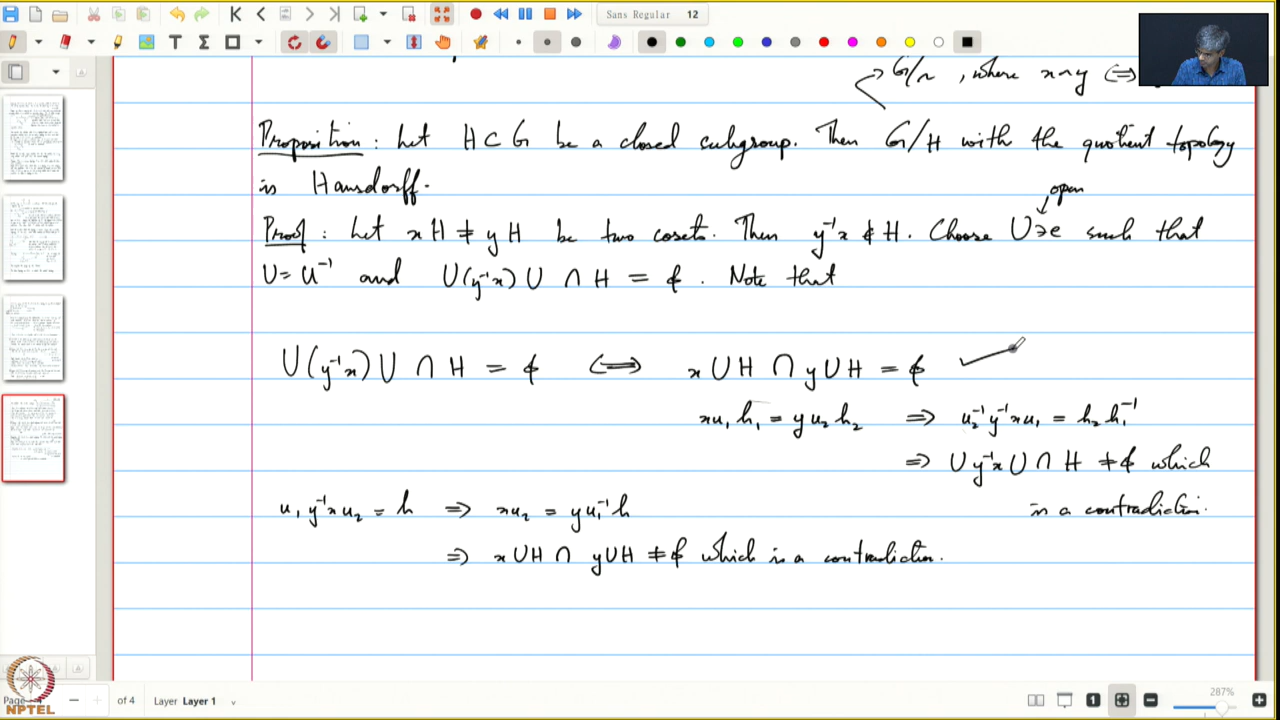 Sans Regular 12
G/~ , where x~y <=>
Proposition : Let H ⊂ G be a closed subgroup. Then G/H with the quotient topology
is Hausdorff.
open
Proof : Let xH ≠ yH be two cosets. Then y⁻¹x ∉ H. Choose U∋e such that
U = U⁻¹ and U(y⁻¹x)U ∩ H = ϕ. Note that
U(y⁻¹x)U ∩ H = ϕ <=> xUH ∩ yUH = ϕ ✓
xu₁h₁ = yu₂h₂ => u₂⁻¹y⁻¹xu₁ = h₂h₁⁻¹
=> Uy⁻¹xU ∩ H ≠ ϕ which
is a contradiction.
u₁y⁻¹xu₂ = h => xu₂ = yu₁⁻¹h
=> xUH ∩ yUH ≠ ϕ which is a contradiction.
Page of 4 Layer Layer 1 287%
NPTEL